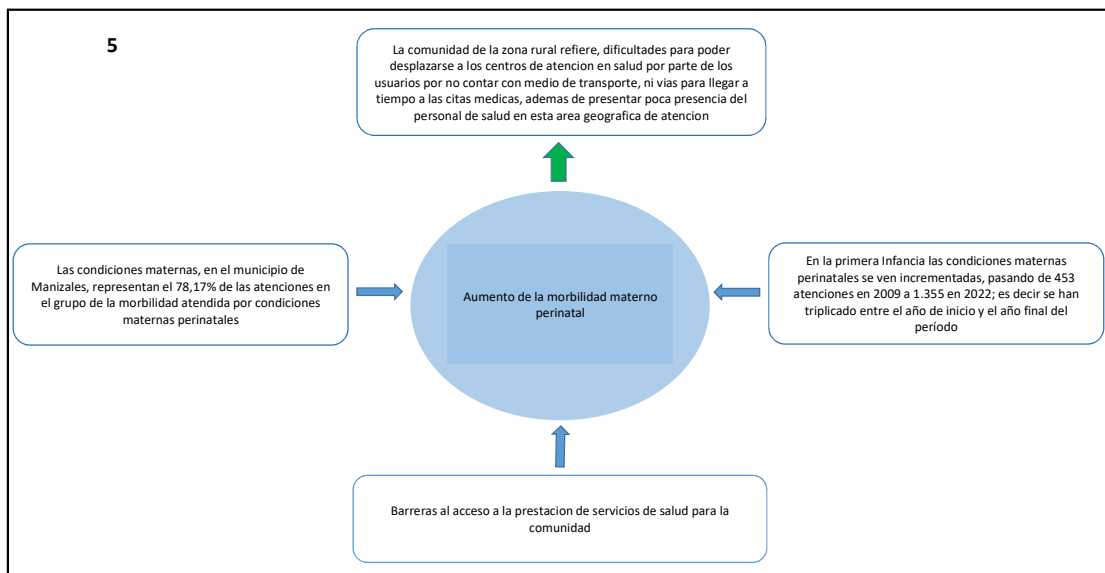 5
La comunidad de la zona rural refiere, dificultades para poder
desplazarse a los centros de atencion en salud por parte de los
usuarios por no contar con medio de transporte, ni vias para llegar a
tiempo a las citas medicas, ademas de presentar poca presencia del
personal de salud en esta area geografica de atencion
Las condiciones maternas, en el municipio de
Manizales, representan el 78,17% de las atenciones en
el grupo de la morbilidad atendida por condiciones
maternas perinatales
Aumento de la morbilidad materno
perinatal
En la primera Infancia las condiciones maternas
perinatales se ven incrementadas, pasando de 453
atenciones en 2009 a 1.355 en 2022; es decir se han
triplicado entre el año de inicio y el año final del
período
Barreras al acceso a la prestacion de servicios de salud para la
comunidad